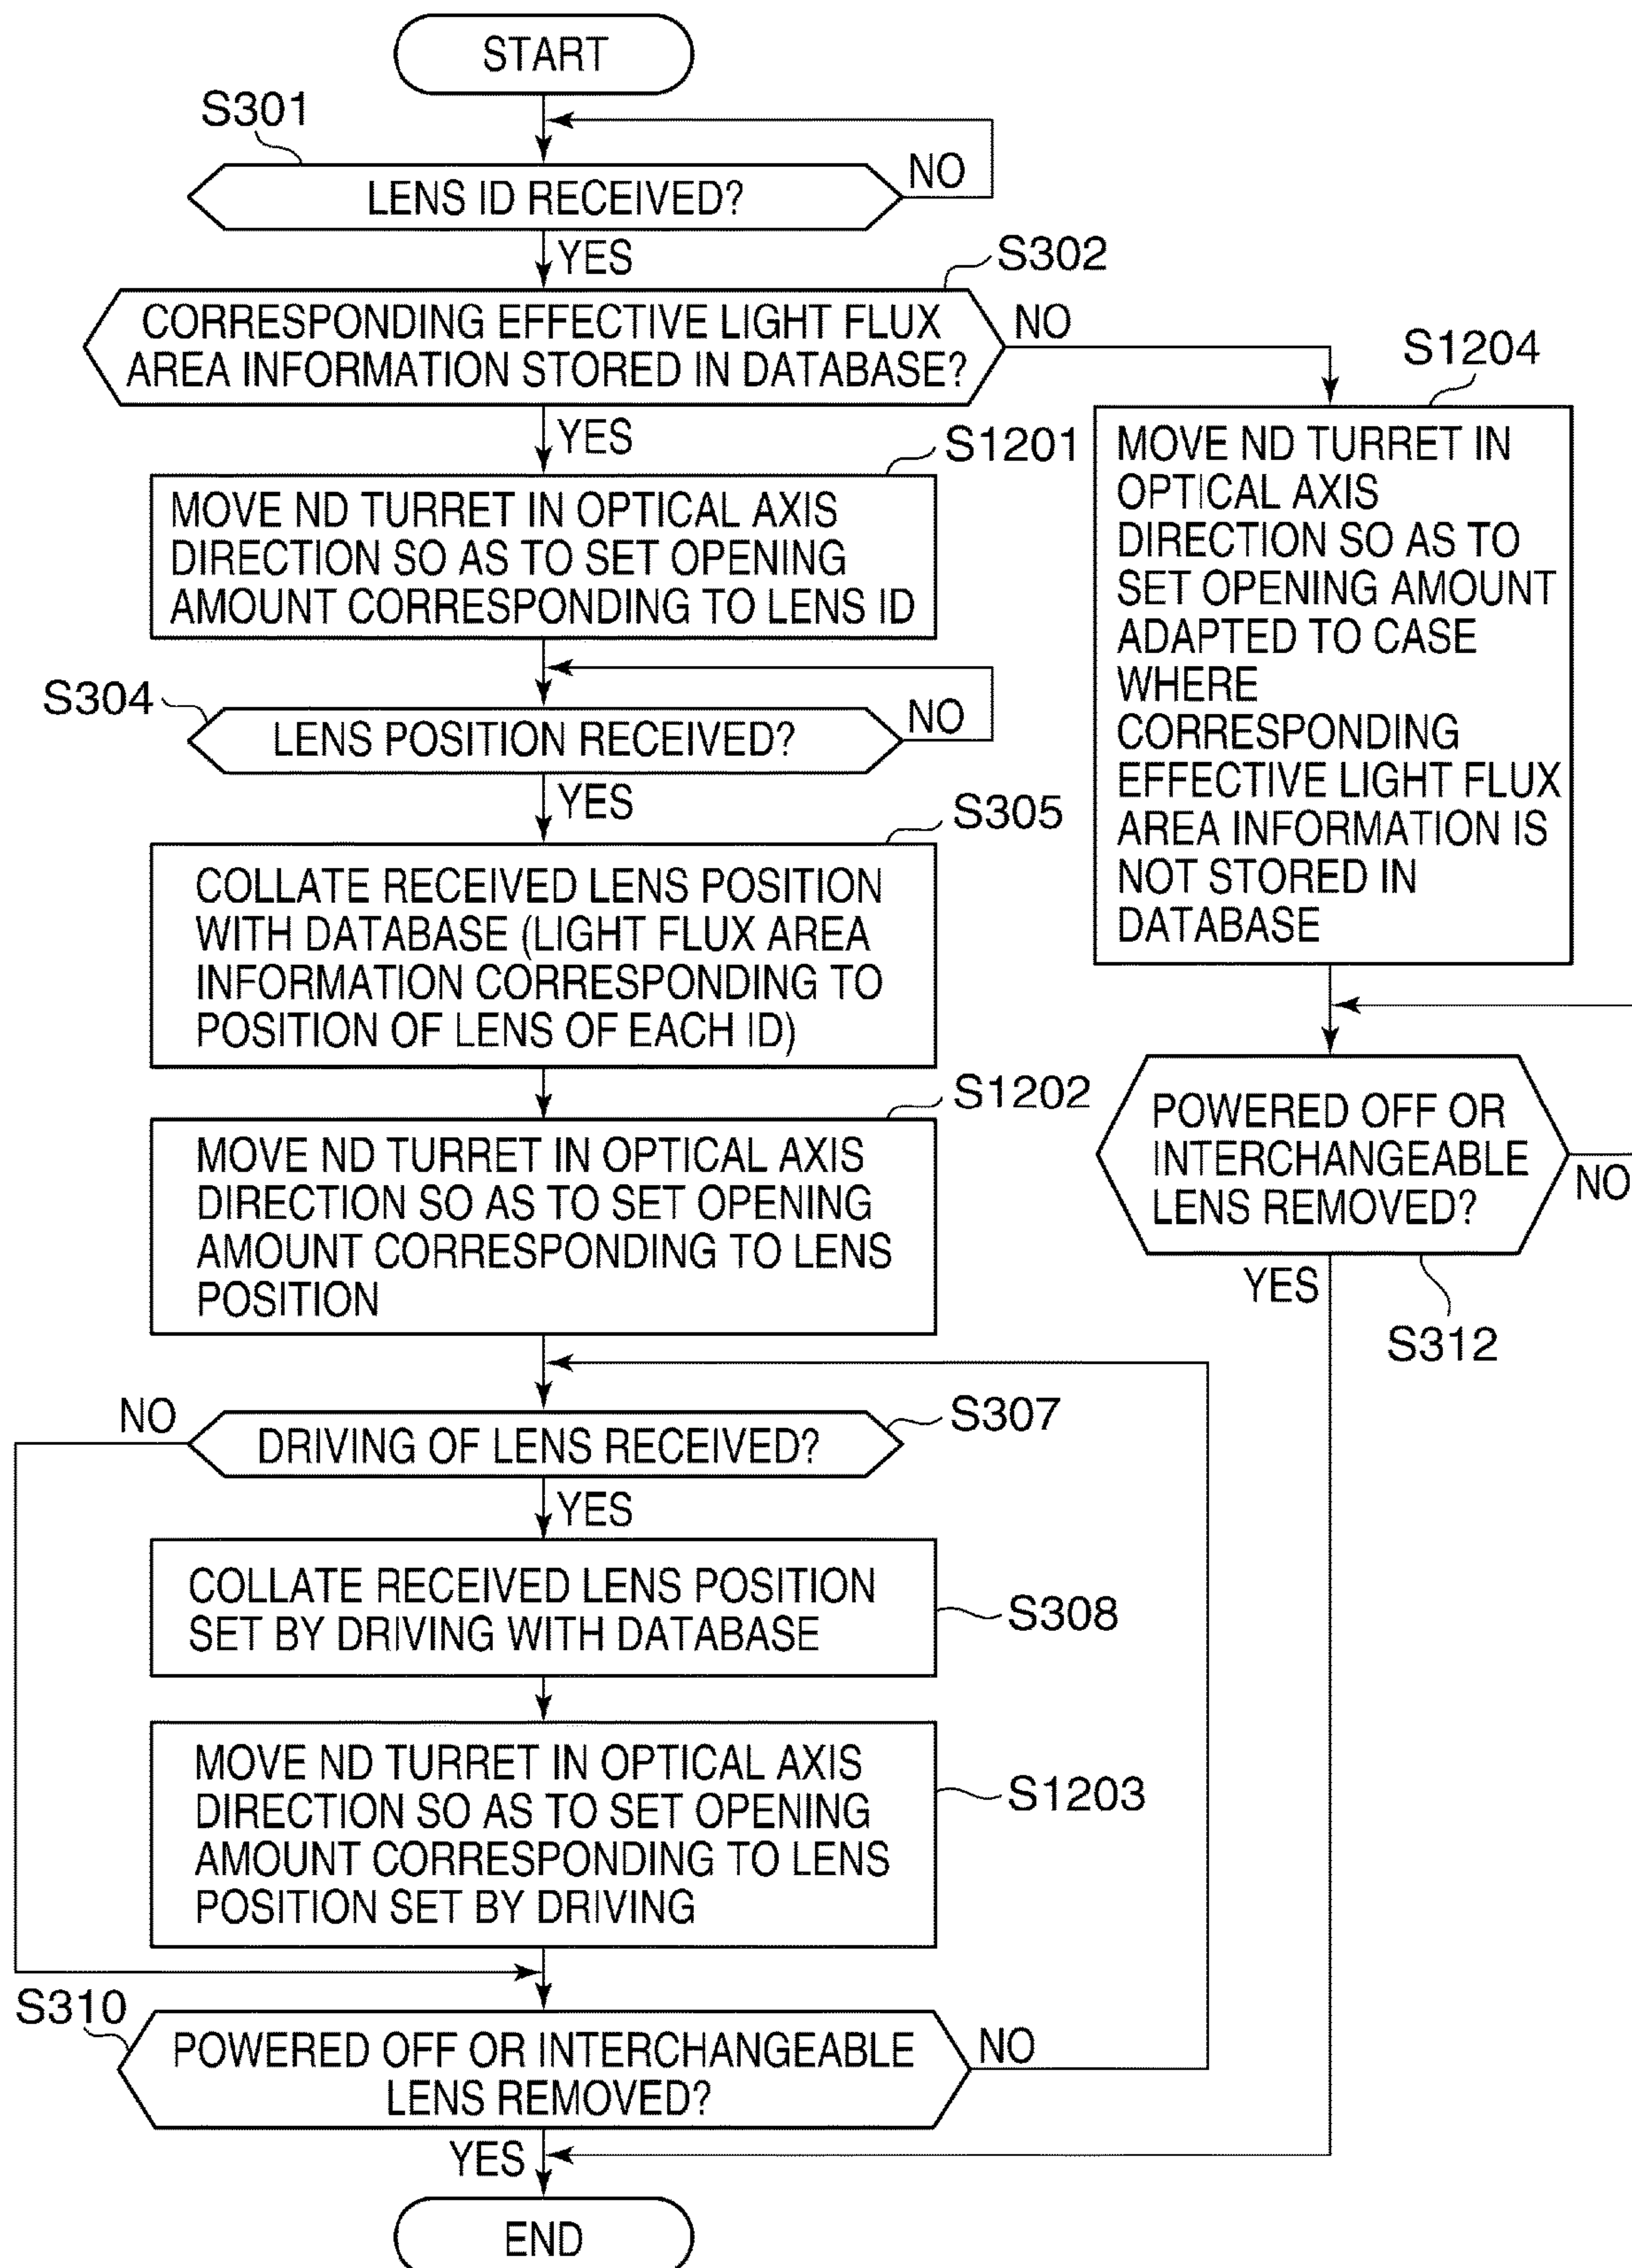 START
S301
LENS ID RECEIVED?
NO
YES
S302
CORRESPONDING EFFECTIVE LIGHT FLUX
AREA INFORMATION STORED IN DATABASE?
NO
YES
S1204
MOVE ND TURRET IN
OPTICAL AXIS
DIRECTION SO AS TO
SET OPENING AMOUNT
ADAPTED TO CASE
WHERE
CORRESPONDING
EFFECTIVE LIGHT FLUX
AREA INFORMATION IS
NOT STORED IN
DATABASE
S1201
MOVE ND TURRET IN OPTICAL AXIS
DIRECTION SO AS TO SET OPENING
AMOUNT CORRESPONDING TO LENS ID
S304
LENS POSITION RECEIVED?
NO
YES
S305
COLLATE RECEIVED LENS POSITION
WITH DATABASE (LIGHT FLUX AREA
INFORMATION CORRESPONDING TO
POSITION OF LENS OF EACH ID)
S1202
MOVE ND TURRET IN OPTICAL AXIS
DIRECTION SO AS TO SET OPENING
AMOUNT CORRESPONDING TO LENS
POSITION
POWERED OFF OR
INTERCHANGEABLE
LENS REMOVED?
NO
YES
S312
NO
S307
DRIVING OF LENS RECEIVED?
YES
COLLATE RECEIVED LENS POSITION
SET BY DRIVING WITH DATABASE
S308
MOVE ND TURRET IN OPTICAL AXIS
DIRECTION SO AS TO SET OPENING
AMOUNT CORRESPONDING TO LENS
POSITION SET BY DRIVING
S1203
S310
POWERED OFF OR INTERCHANGEABLE
LENS REMOVED?
NO
YES
END